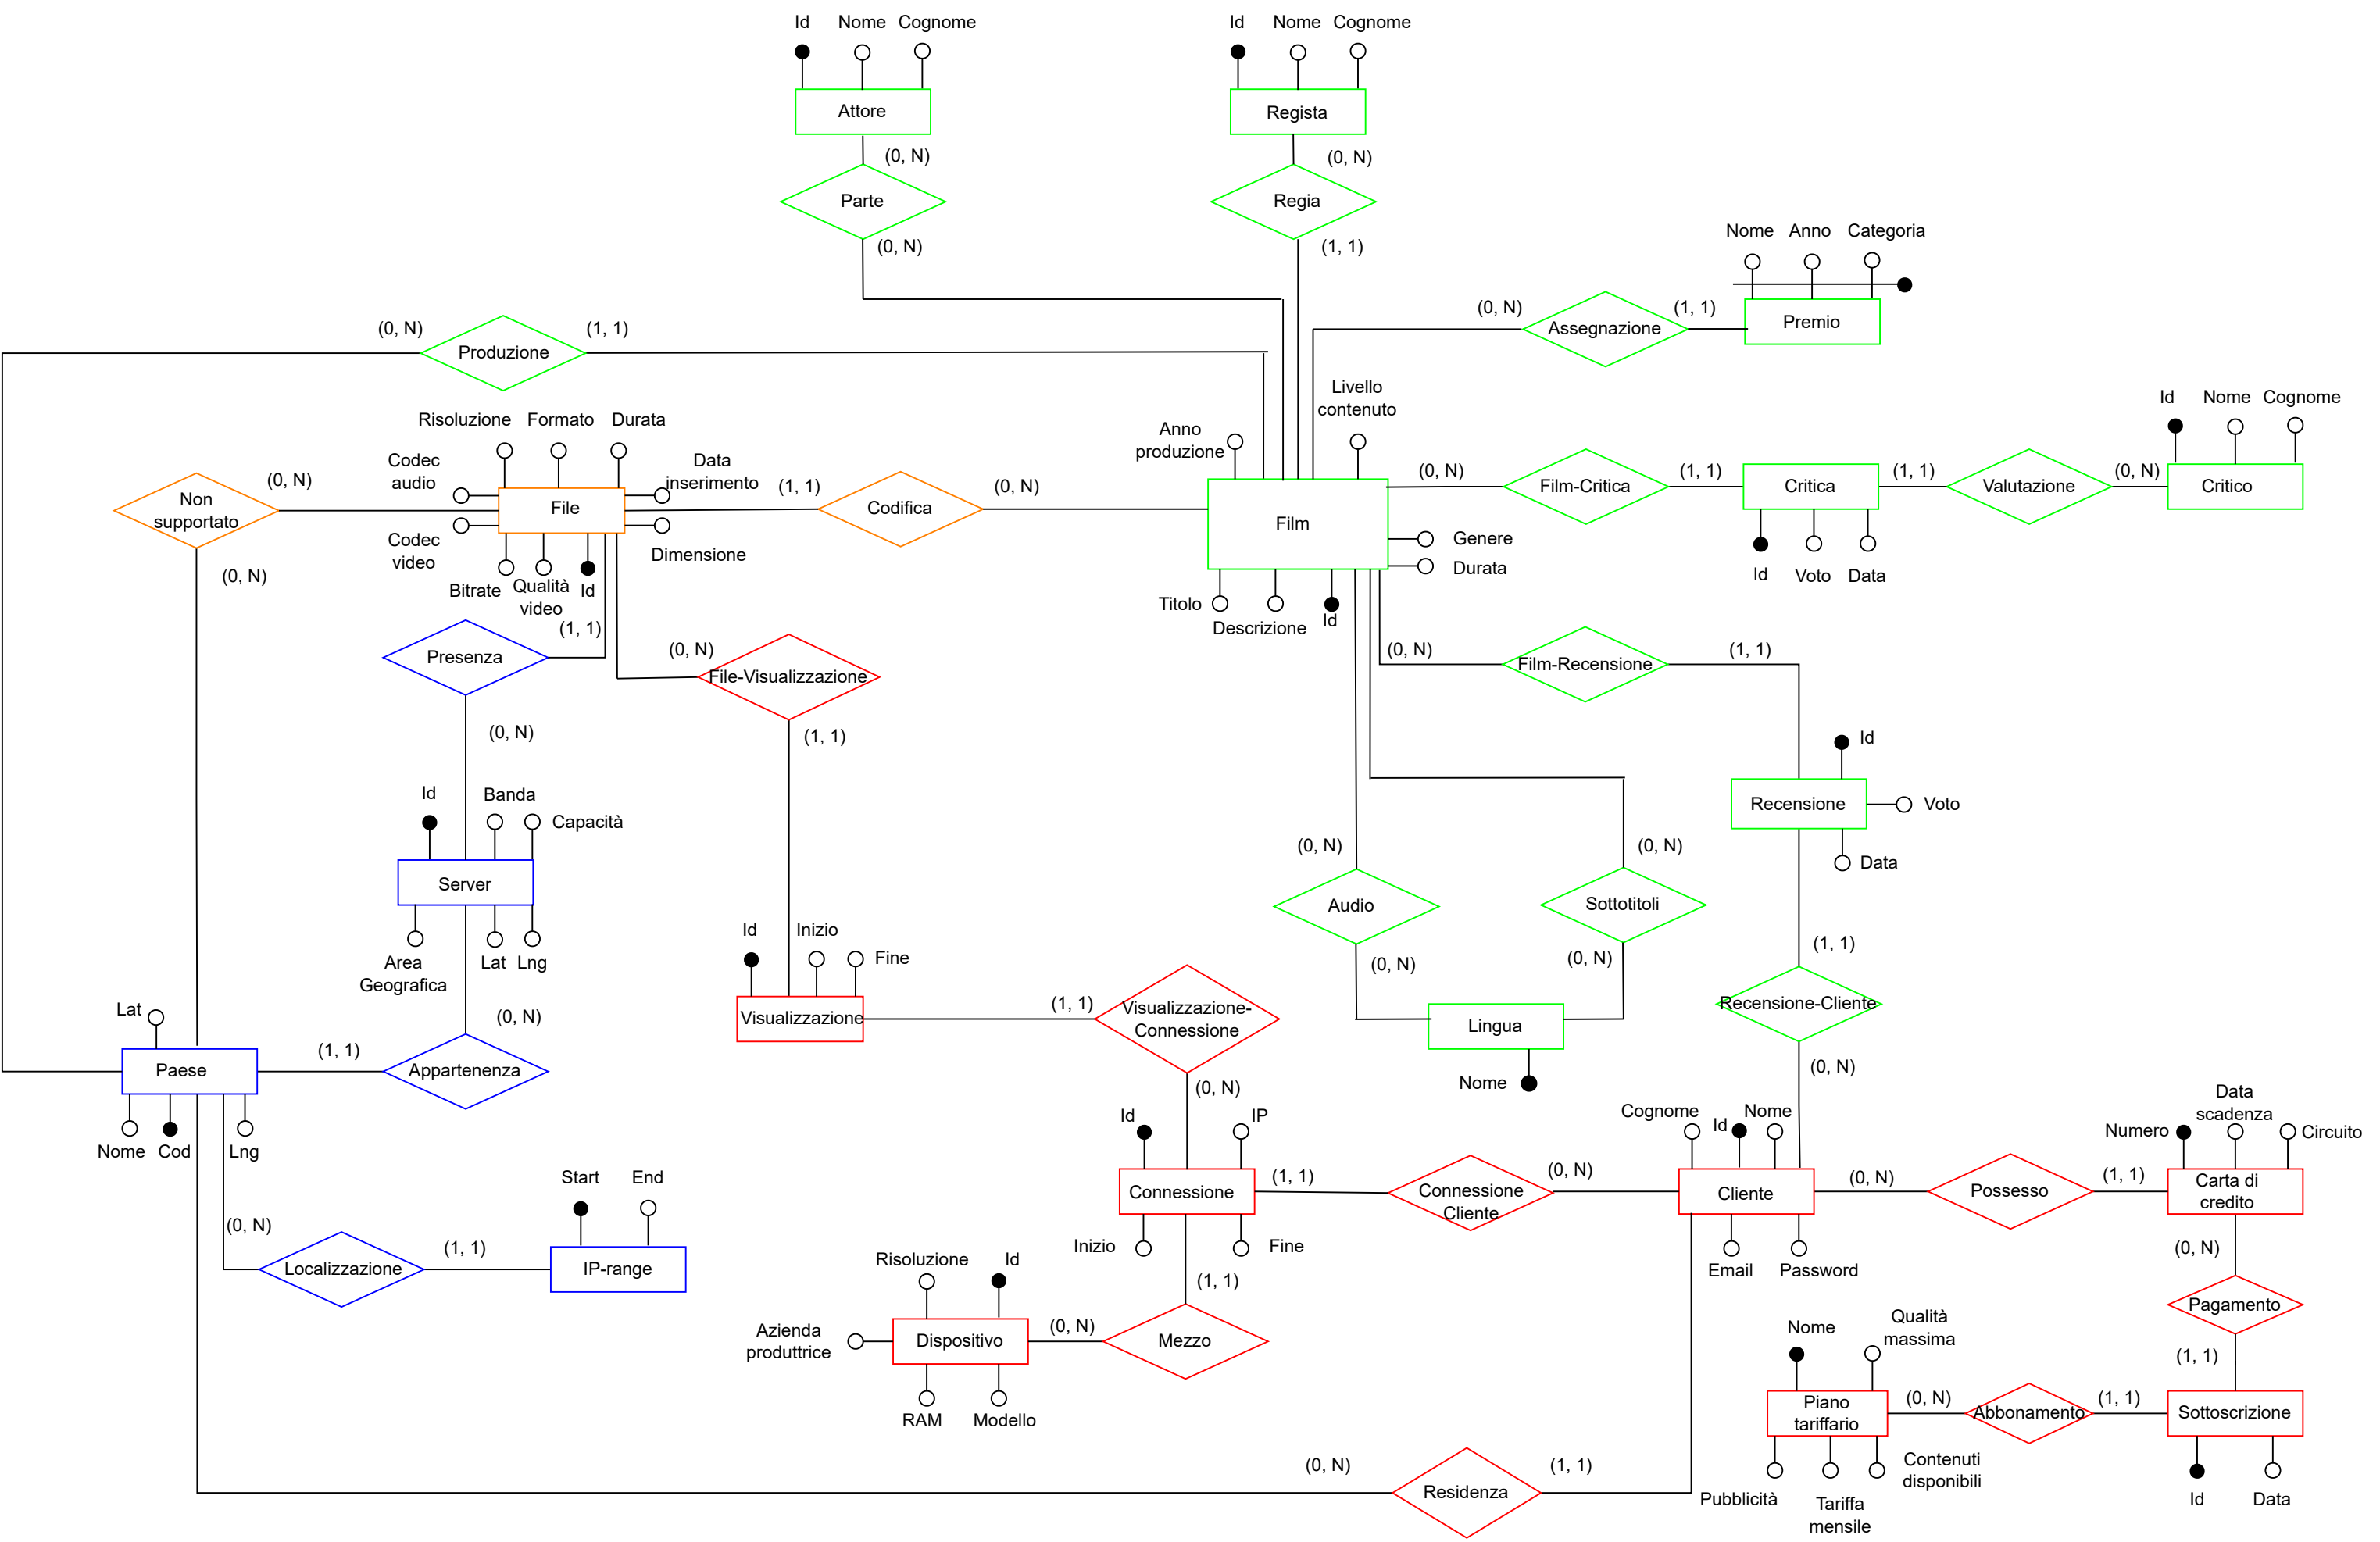 Id Nome Cognome
Id Nome Cognome
Attore
Regista
(0, N)
(0, N)
Parte
Regia
(0, N)
(1, 1)
Nome Anno Categoria
(0, N)
(1, 1)
Produzione
(0, N)
Assegnazione
(1, 1)
Premio
Livello
contenuto
Anno
produzione
Id Nome Cognome
Risoluzione Formato Durata
Codec
audio
Data
inserimento
Non
supportato
(0, N)
File
(1, 1)
Codifica
(0, N)
Film
(0, N)
Film-Critica
(1, 1)
Critica
(1, 1)
Valutazione
(0, N)
Critico
Codec
video
Dimensione
Genere
Durata
(0, N)
Bitrate
Qualità
video
Id
Titolo
Descrizione
Id
Id
Voto
Data
(1, 1)
Presenza
(0, N)
File-Visualizzazione
(0, N)
Film-Recensione
(1, 1)
(0, N)
(1, 1)
Id
Id
Banda
Capacità
Recensione
Voto
Data
Server
(0, N)
(0, N)
Audio
Sottotitoli
Area
Geografica
Lat
Lng
Id
Inizio
Fine
(0, N)
(0, N)
(1, 1)
Lat
(0, N)
Visualizzazione
(1, 1)
Visualizzazione-
Connessione
Lingua
Recensione-Cliente
Paese
(1, 1)
Appartenenza
Nome
(0, N)
(0, N)
Nome
Cod
Lng
Id
IP
Cognome
Id
Nome
Numero
Data
scadenza
Circuito
Start
End
Connessione
(1, 1)
Connessione
Cliente
(0, N)
Cliente
(0, N)
Possesso
(1, 1)
Carta di
credito
(0, N)
Localizzazione
(1, 1)
IP-range
Inizio
Fine
Email
Password
(0, N)
Risoluzione
Id
(1, 1)
Pagamento
Azienda
produttrice
Dispositivo
(0, N)
Mezzo
Nome
Qualità
massima
(1, 1)
RAM
Modello
Piano
tariffario
(0, N)
Abbonamento
(1, 1)
Sottoscrizione
(0, N)
Residenza
(1, 1)
Pubblicità
Tariffa
mensile
Contenuti
disponibili
Id
Data